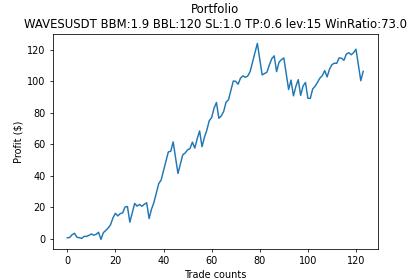 Portfolio
WAVESUSDT BBM:1.9 BBL:120 SL:1.0 TP:0.6 lev:15 WinRatio:73.0
Profit ($)
120
100
80
60
40
20
0
0 20 40 60 80 100 120
Trade counts